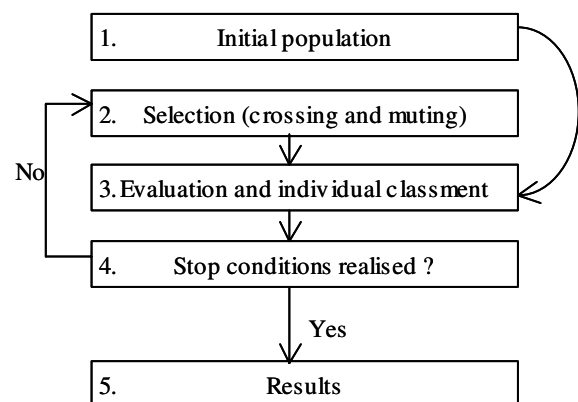 1. Initial population
2. Selection (crossing and muting)
No
3. Evaluation and individual classment
4. Stop conditions realised ?
Yes
5. Results